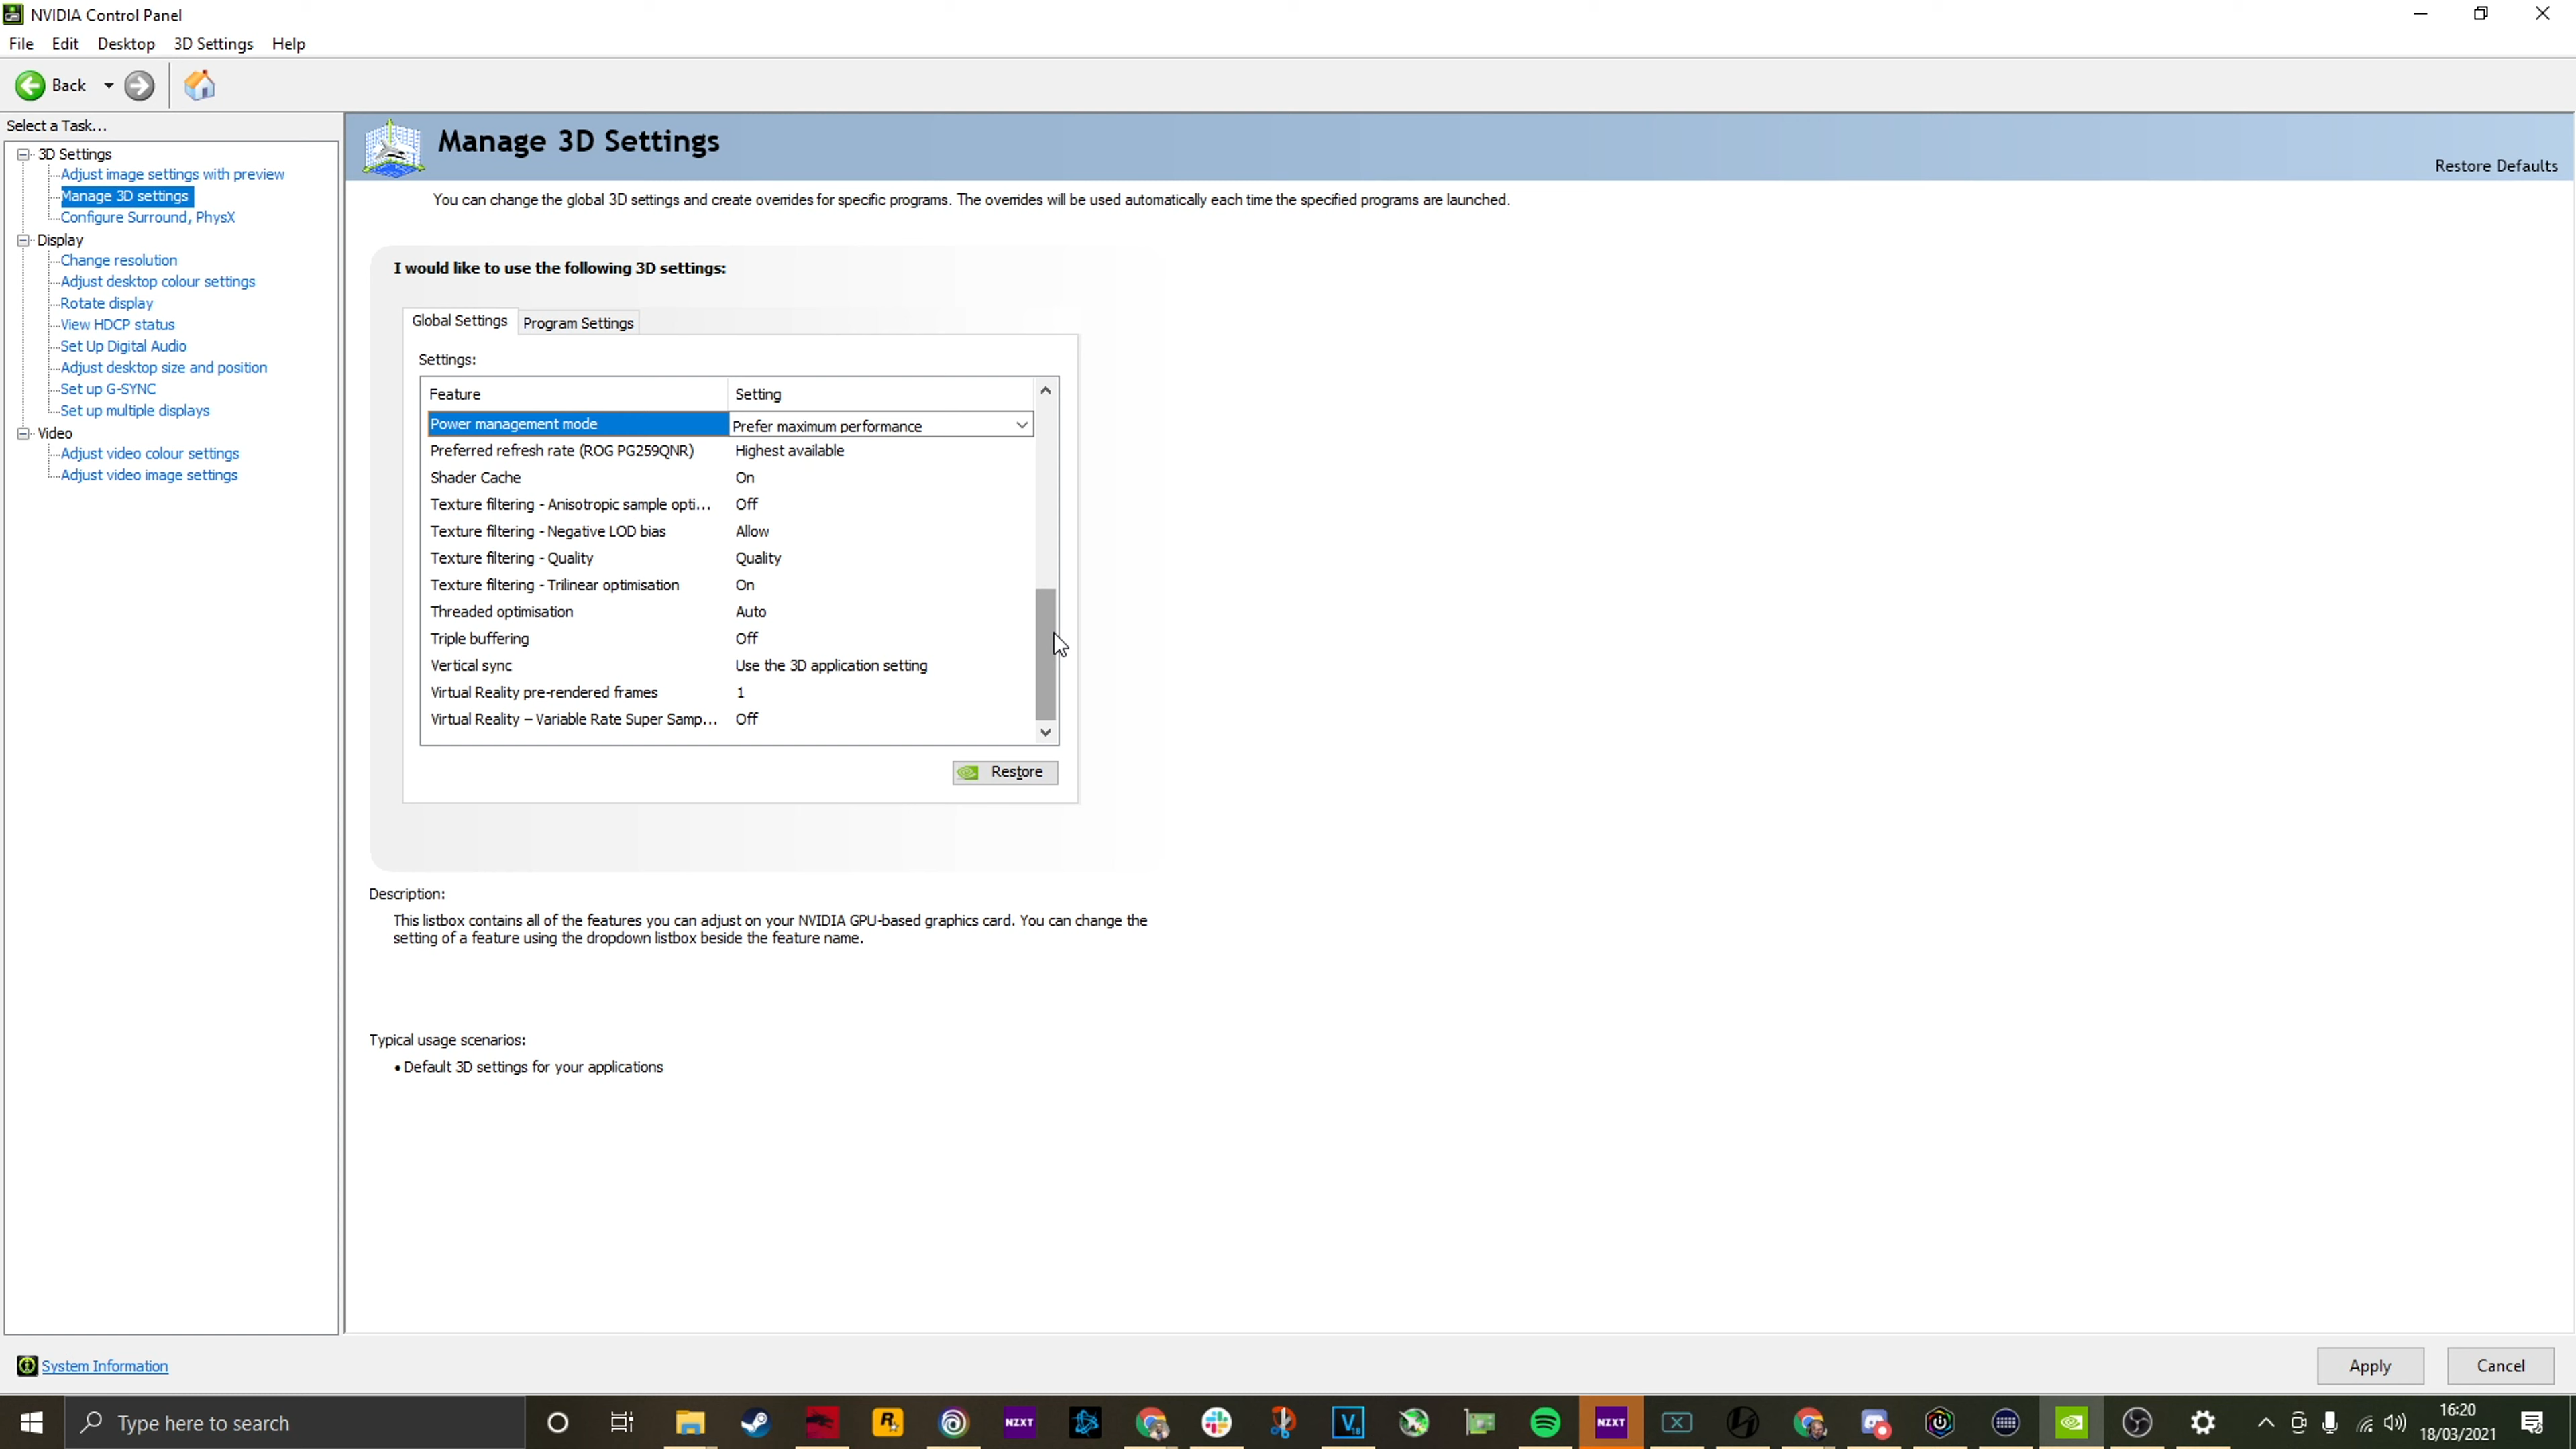 NVIDIA Control Panel
File Edit Desktop 3D Settings Help
Back
Select a Task...
3D Settings
Adjust image settings with preview
Manage 3D settings
Configure Surround, PhysX
Display
Change resolution
Adjust desktop colour settings
Rotate display
View HDCP status
Set Up Digital Audio
Adjust desktop size and position
Set up G-SYNC
Set up multiple displays
Video
Adjust video colour settings
Adjust video image settings
Manage 3D Settings
Restore Defaults
You can change the global 3D settings and create overrides for specific programs. The overrides will be used automatically each time the specified programs are launched.
I would like to use the following 3D settings:
Global Settings Program Settings
Settings:
Feature Setting
Power management mode Prefer maximum performance
Preferred refresh rate (ROG PG259QNR) Highest available
Shader Cache On
Texture filtering - Anisotropic sample opti... Off
Texture filtering - Negative LOD bias Allow
Texture filtering - Quality Quality
Texture filtering - Trilinear optimisation On
Threaded optimisation Auto
Triple buffering Off
Vertical sync Use the 3D application setting
Virtual Reality pre-rendered frames 1
Virtual Reality – Variable Rate Super Samp... Off
Restore
Description:
This listbox contains all of the features you can adjust on your NVIDIA GPU-based graphics card. You can change the
setting of a feature using the dropdown listbox beside the feature name.
Typical usage scenarios:
• Default 3D settings for your applications
System Information
Apply Cancel
Type here to search
NZXT
NZXT
16:20
18/03/2021